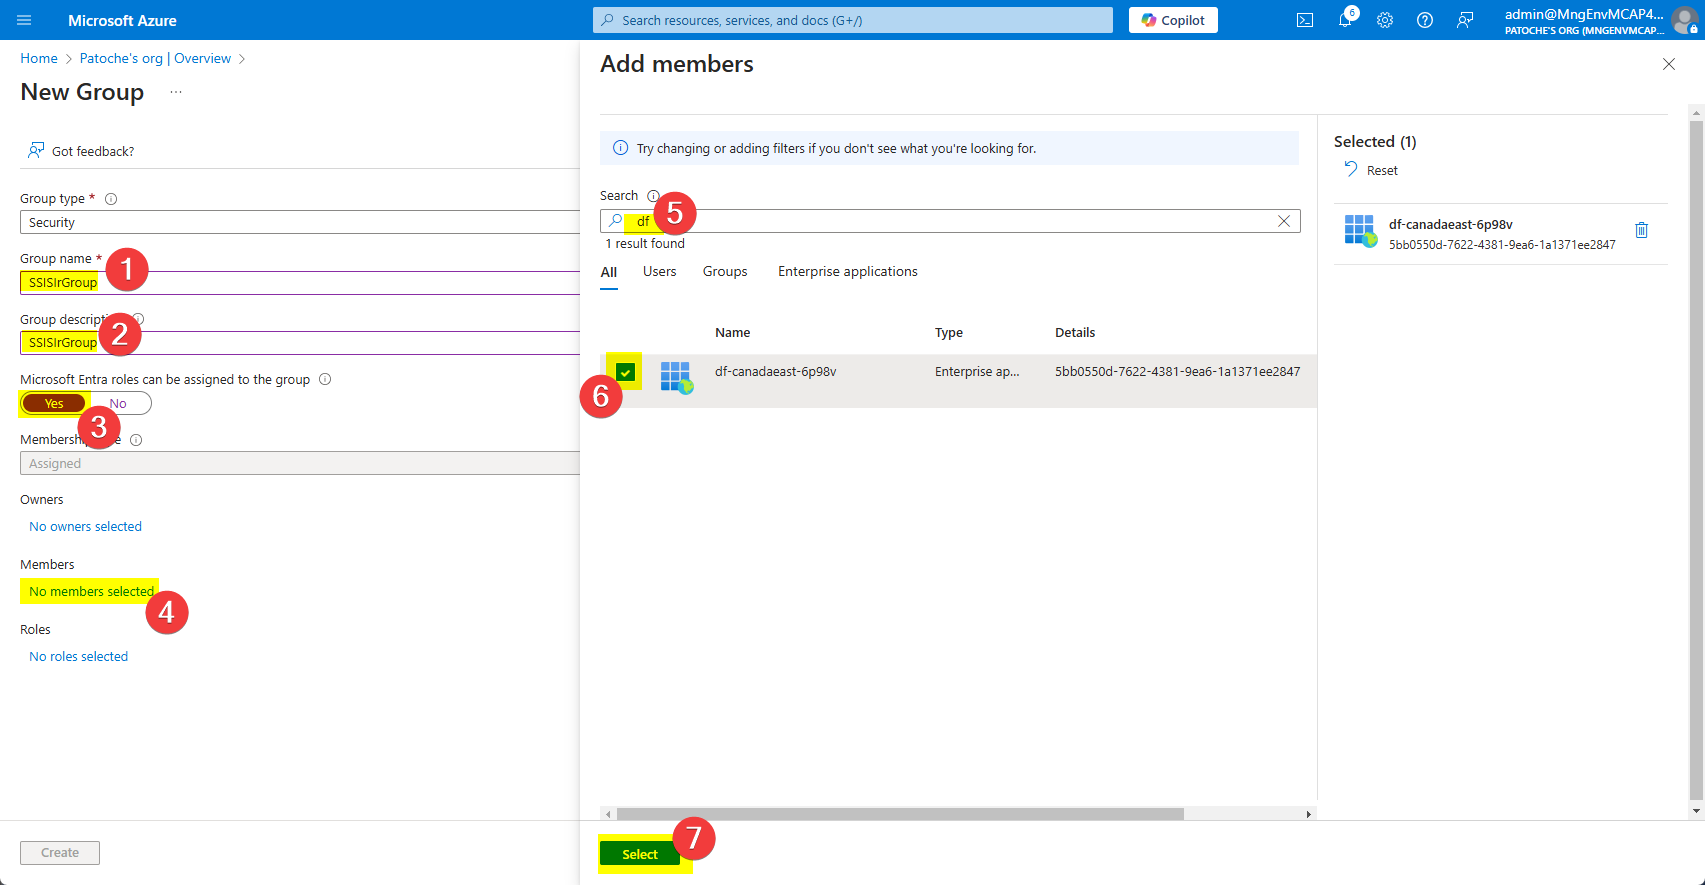 Microsoft Azure
Search resources, services, and docs (G+/)
Copilot
6
admin@MngEnvMCAP4...
PATOCHE'S ORG (MNGENVMCAP...
Home > Patoche's org | Overview >
New Group ...
Got feedback?
Group type *
Security
Group name *
1
SSISIrGroup
Group descripti
2
SSISIrGroup
Microsoft Entra roles can be assigned to the group
Yes No
3
Membership
Assigned
Owners
No owners selected
Members
No members selected
4
Roles
No roles selected
Create
Add members
Try changing or adding filters if you don't see what you're looking for.
Search
5
df
1 result found
All Users Groups Enterprise applications
Name Type Details
df-canadaeast-6p98v Enterprise ap... 5bb0550d-7622-4381-9ea6-1a1371ee2847
6
Select
7
Selected (1)
Reset
df-canadaeast-6p98v
5bb0550d-7622-4381-9ea6-1a1371ee2847